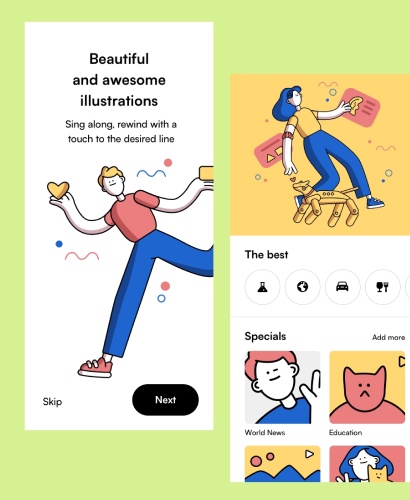 Beautiful
and awesome
illustrations
Sing along, rewind with a
touch to the desired line
Skip
Next
The best
Specials
Add more
World News
Education